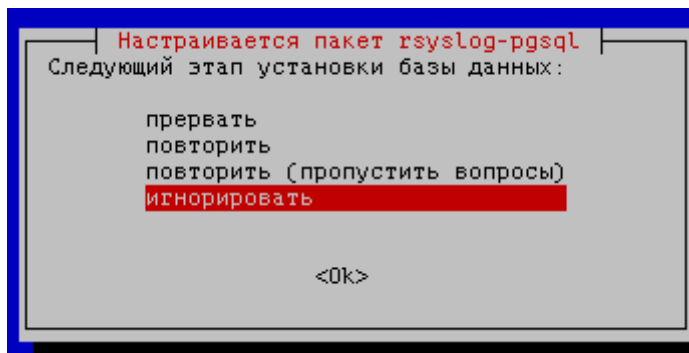 Настраивается пакет rsyslog-pgsql
Следующий этап установки базы данных:
прервать
повторить
повторить (пропустить вопросы)
игнорировать
<Ok>